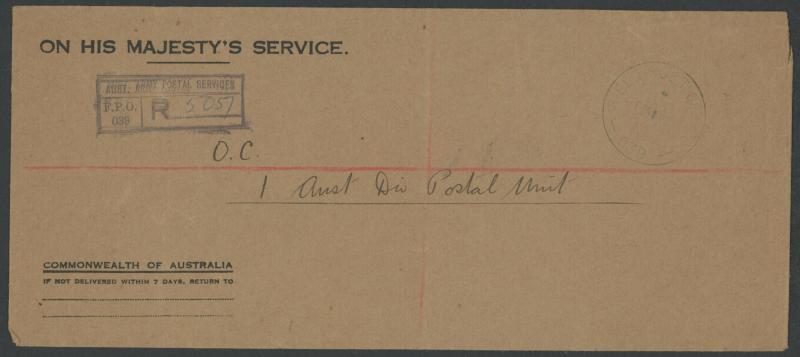 ON HIS MAJESTY'S SERVICE.
AUST. ARMY POSTAL SERVICES
F.P.O.
039
R 5057
O.C.
1 Aust Div Postal Unit
COMMONWEALTH OF AUSTRALIA
IF NOT DELIVERED WITHIN 7 DAYS, RETURN TO